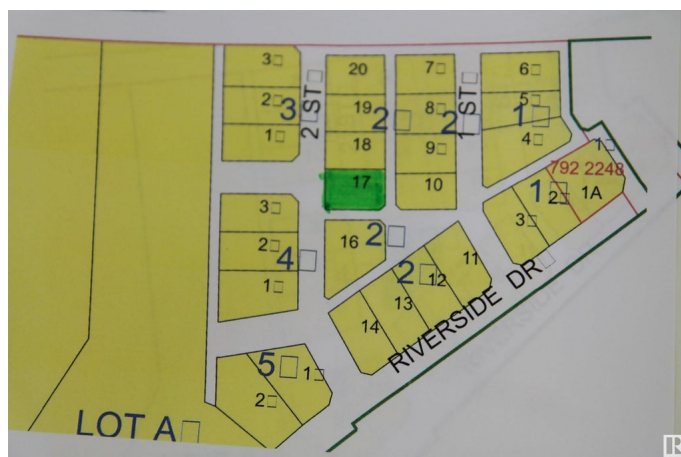 3 20 7 6
2 3 19 2 8 2 5 1
1 2 ST 18 9 1 ST 4 1
17 10 792 2248
3 16 2 3 1 2 1A
2 4 2 12 11
1 14 13 RIVERSIDE DR
5 1
2
LOT A
R